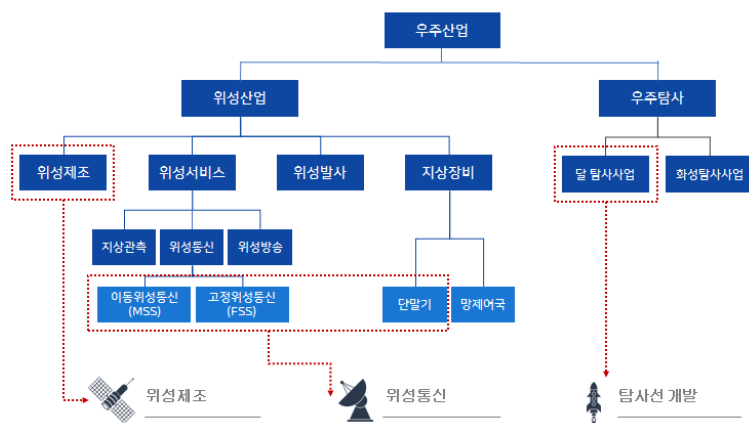 우주산업
위성산업
우주탐사
위성제조
위성서비스
위성발사
지상장비
달 탐사사업
화성탐사사업
지상관측
위성통신
위성방송
이동위성통신
(MSS)
고정위성통신
(FSS)
단말기
망제어국
위성제조
위성통신
탐사선 개발